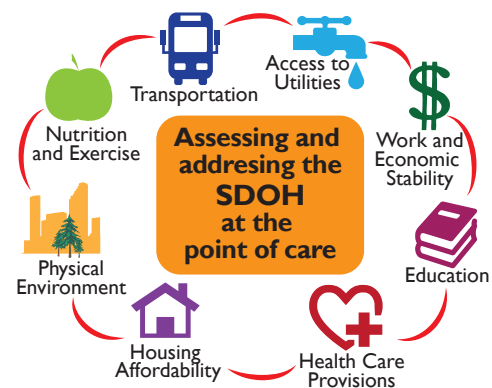 Transportation
Access to
Utilities
Nutrition
and Exercise
Work and
Economic
Stability
Assessing and
addresing the
SDOH
at the
point of care
Physical
Environment
Education
Housing
Affordability
Health Care
Provisions